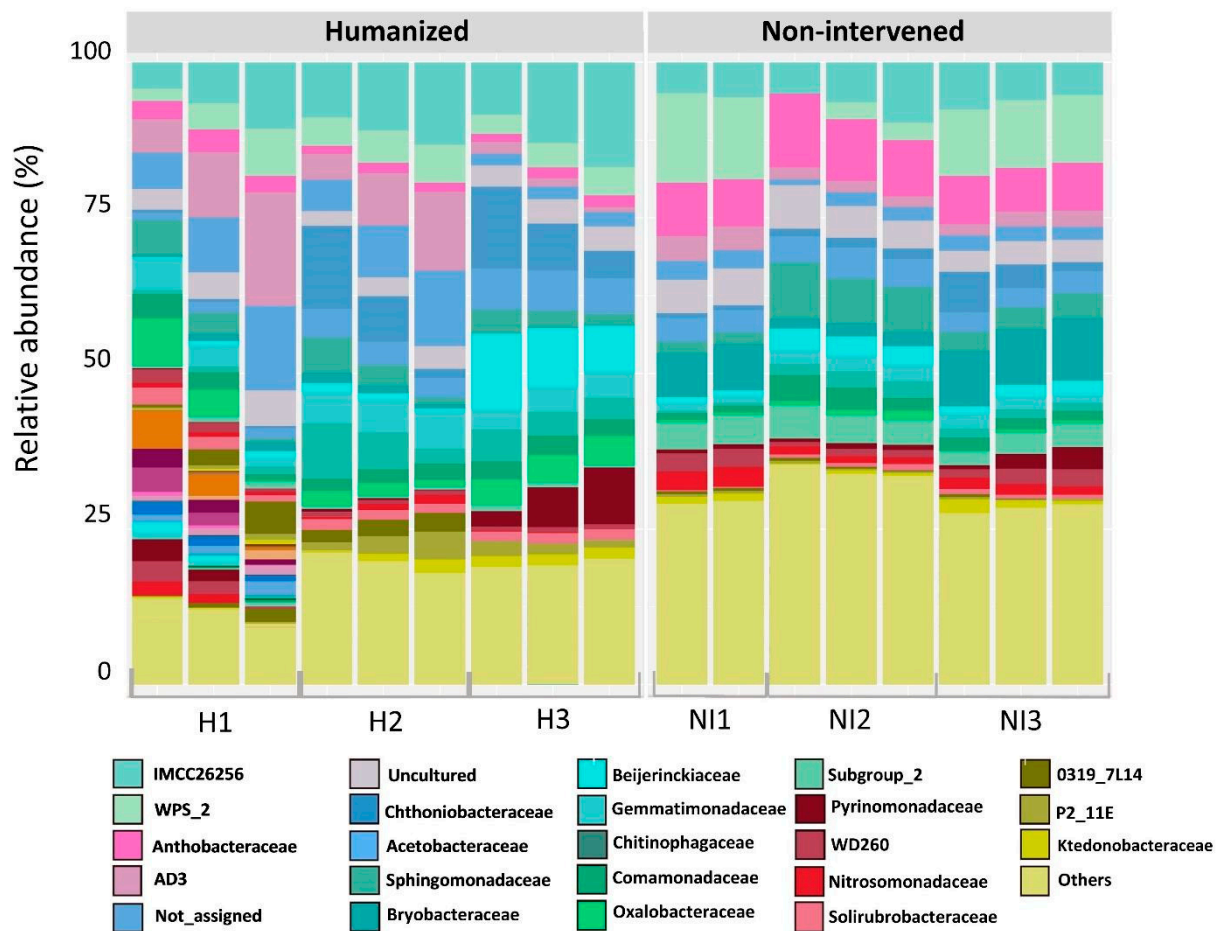 Humanized
Non-intervened
100
75
50
25
0
Relative abundance (%)
H1
H2
H3
NI1
NI2
NI3
IMCC26256
WPS_2
Anthobacteraceae
AD3
Not_assigned
Uncultured
Chthoniobacteraceae
Acetobacteraceae
Sphingomonadaceae
Bryobacteraceae
Beijerinckiaceae
Gemmatimonadaceae
Chitinophagaceae
Comamonadaceae
Oxalobacteraceae
Subgroup_2
Pyrinomonadaceae
WD260
Nitrosomonadaceae
Solirubrobacteraceae
0319_7L14
P2_11E
Ktedonobacteraceae
Others